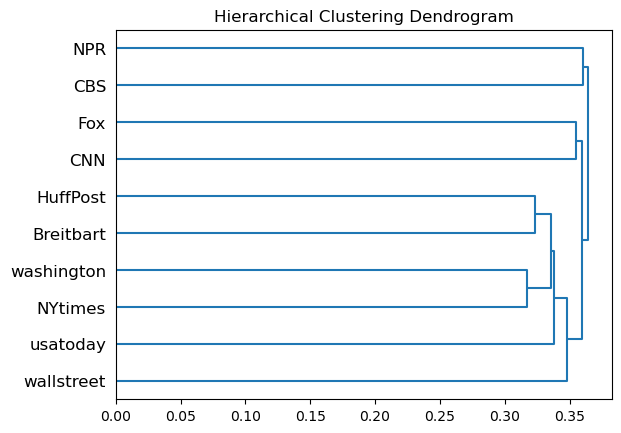 Hierarchical Clustering Dendrogram
NPR
CBS
Fox
CNN
HuffPost
Breitbart
washington
NYtimes
usatoday
wallstreet
0.00 0.05 0.10 0.15 0.20 0.25 0.30 0.35